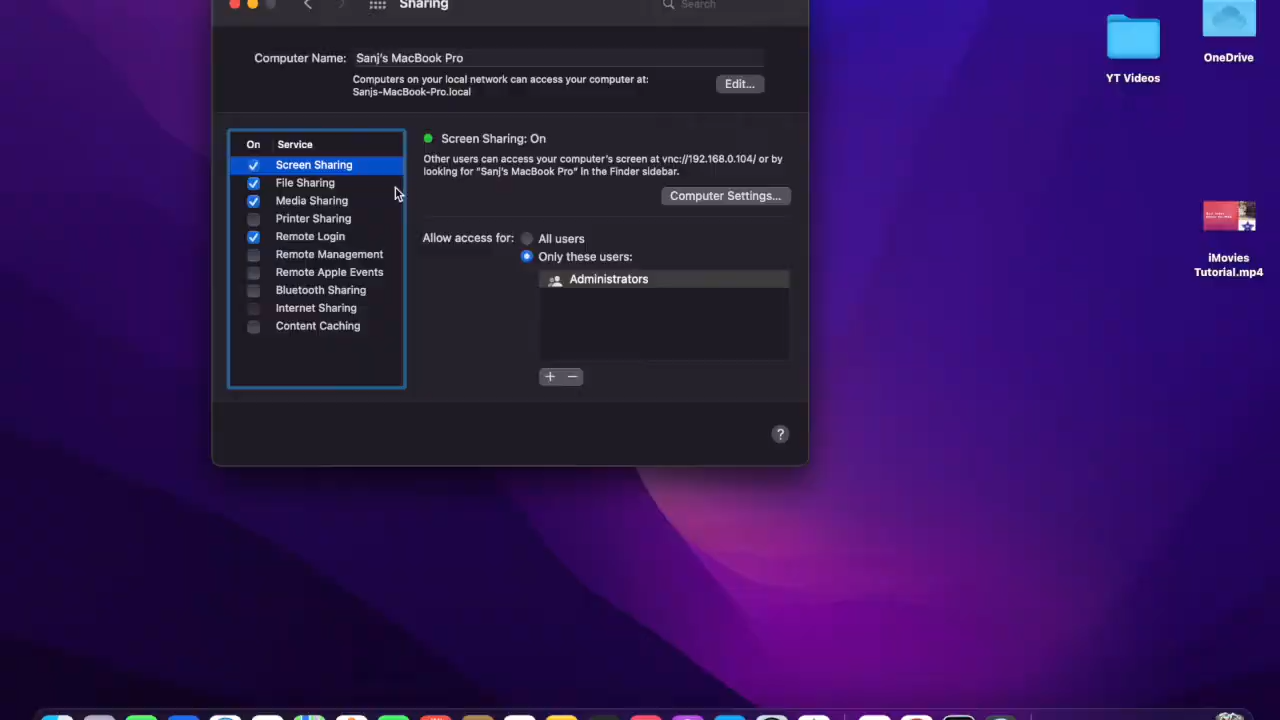 Sharing
Search
Computer Name: Sanj's MacBook Pro
Computers on your local network can access your computer at:
Sanjs-MacBook-Pro.local
Edit...
On Service
Screen Sharing
File Sharing
Media Sharing
Printer Sharing
Remote Login
Remote Management
Remote Apple Events
Bluetooth Sharing
Internet Sharing
Content Caching
Screen Sharing: On
Other users can access your computer's screen at vnc://192.168.0.104/ or by
looking for "Sanj's MacBook Pro" in the Finder sidebar.
Computer Settings...
Allow access for: All users
Only these users:
Administrators
+ −
?
YT Videos
OneDrive
iMovies
Tutorial.mp4